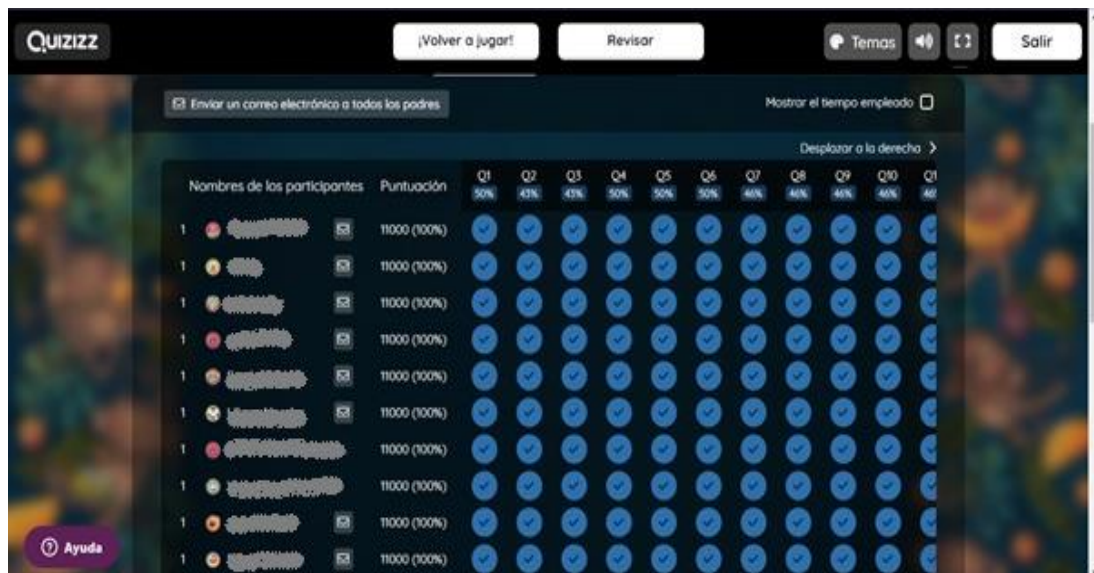 QUIZIZZ
¡Volver a jugar!
Revisar
Temas
Salir
Enviar un correo electrónico a todos los padres
Mostrar el tiempo empleado
Desplazar a la derecha
Nombres de los participantes Puntuación Q1 Q2 Q3 Q4 Q5 Q6 Q7 Q8 Q9 Q10
50% 43% 43% 50% 50% 50% 46% 46% 46% 46%
1 11000 (100%)
1 11000 (100%)
1 11000 (100%)
1 11000 (100%)
1 11000 (100%)
1 11000 (100%)
1 11000 (100%)
1 11000 (100%)
1 11000 (100%)
1 11000 (100%)
Ayuda